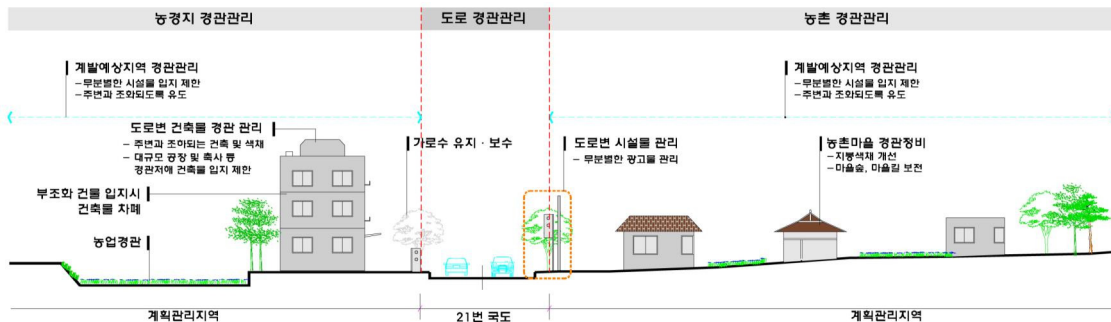 농경지 경관관리
도로 경관관리
농촌 경관관리
계발예상지역 경관관리
-무분별한 시설물 입지 제한
-주변과 조화되도록 유도
도로변 건축물 경관 관리
- 주변과 조하되는 건축 및 색채
- 대규모 공장 및 축사 등
경관저해 건축물 입지 제한
부조화 건물 입지시
건축물 차폐
농업경관
가로수 유지 · 보수
도로변 시설물 관리
- 무분별한 광고물 관리
계발예상지역 경관관리
-무분별한 시설물 입지 제한
-주변과 조화되도록 유도
농촌마을 경관정비
-지붕색채 개선
-마을숲, 마을길 보전
계획관리지역
21번 국도
계획관리지역